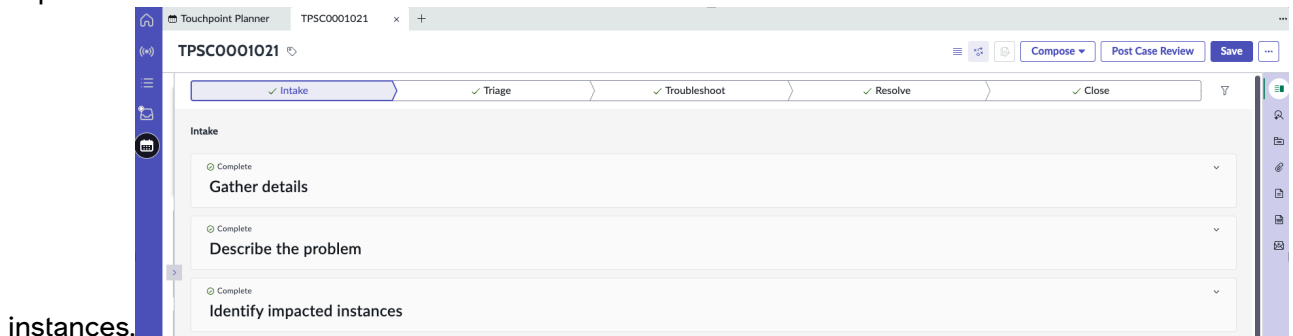 Touchpoint Planner TPSC0001021 × +
TPSC0001021 Compose Post Case Review Save
Intake Triage Troubleshoot Resolve Close
Intake
Complete
Gather details
Complete
Describe the problem
Complete
Identify impacted instances
instances.